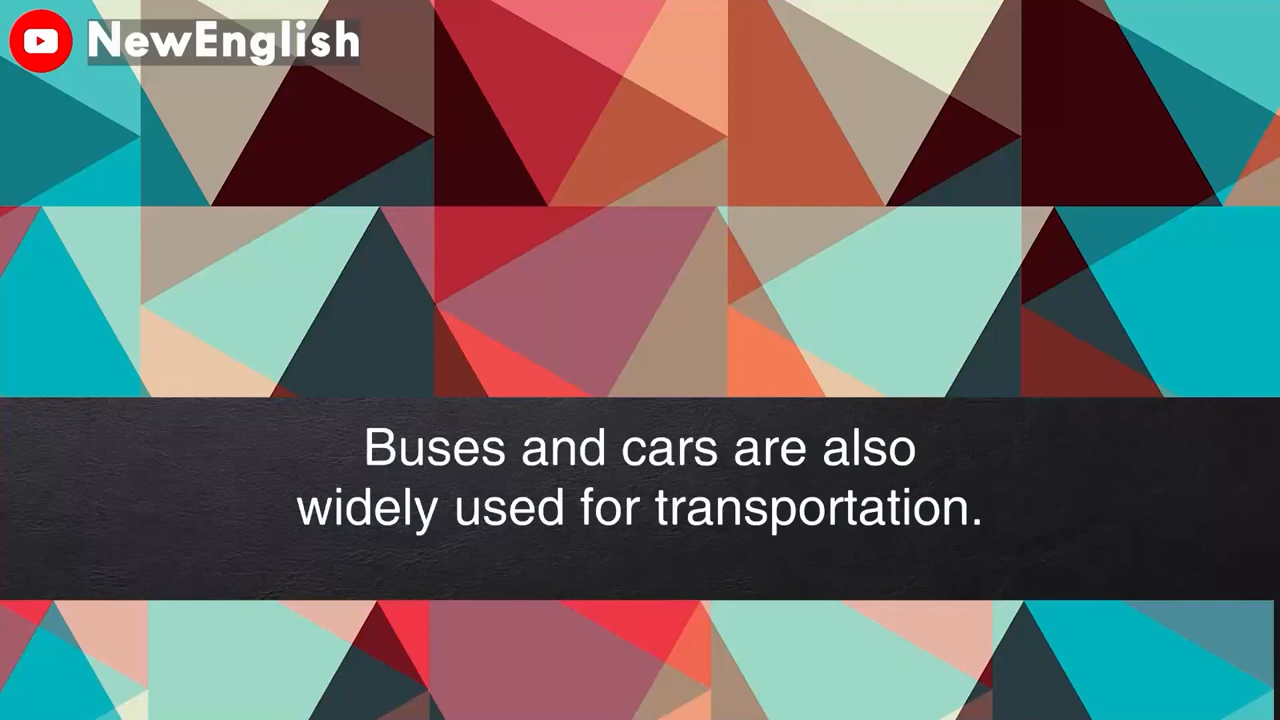 NewEnglish
Buses and cars are also
widely used for transportation.